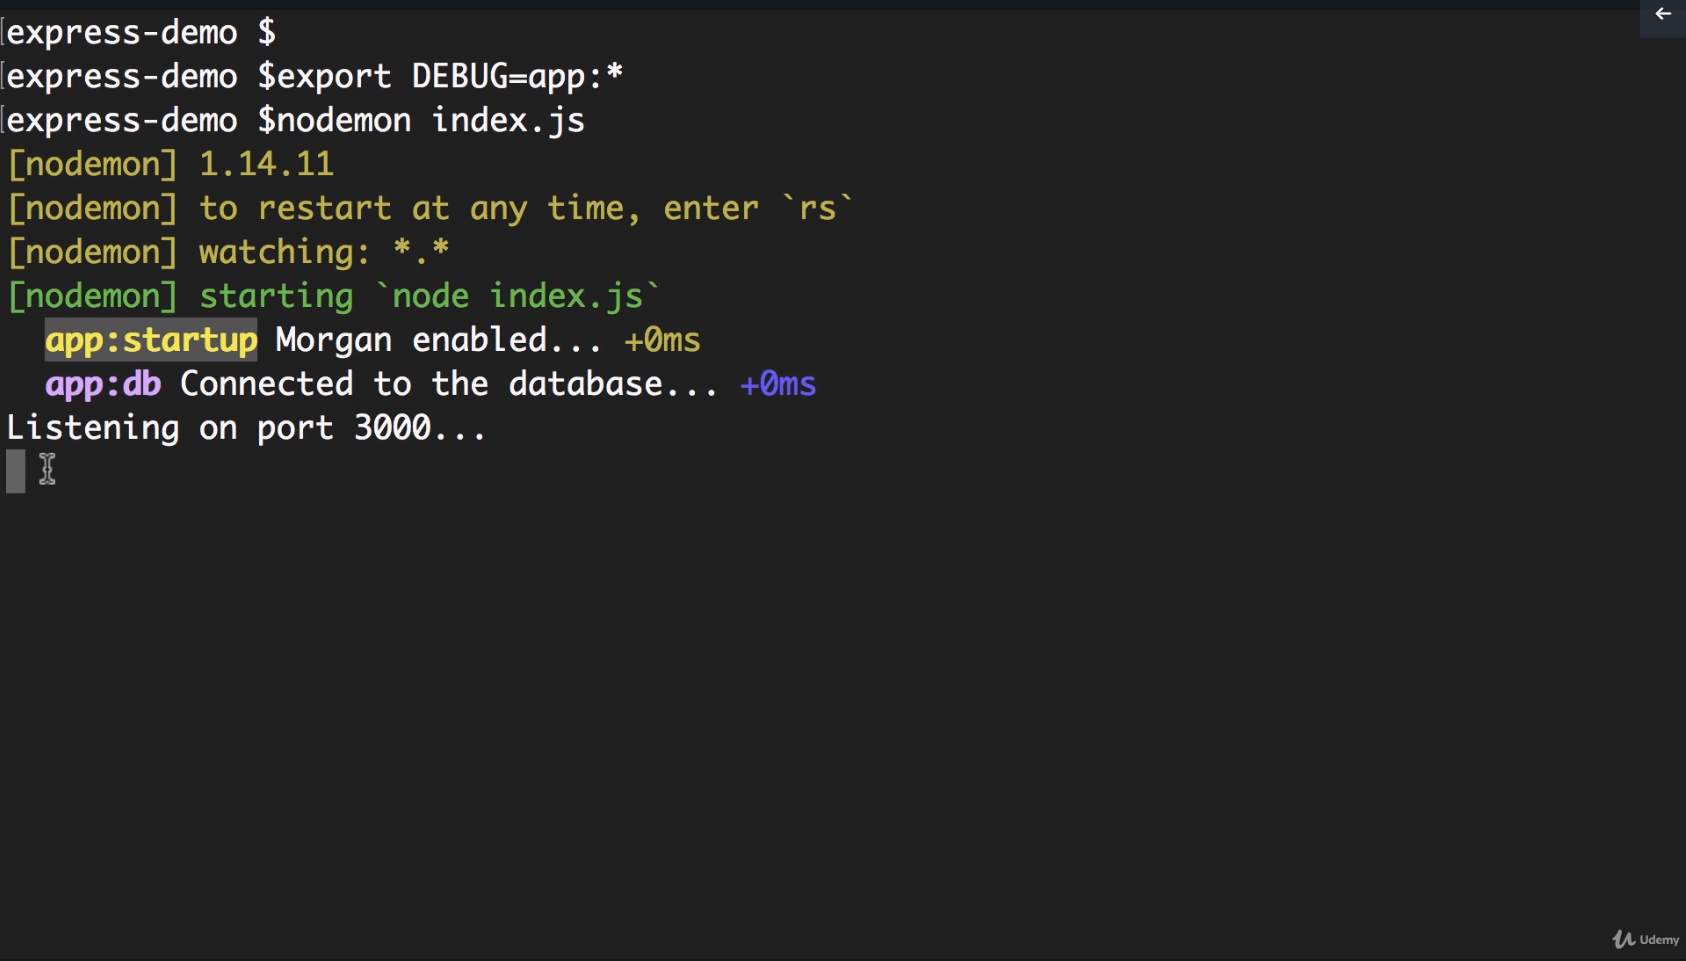 express-demo $
express-demo $export DEBUG=app:*
express-demo $nodemon index.js
[nodemon] 1.14.11
[nodemon] to restart at any time, enter `rs`
[nodemon] watching: *.*
[nodemon] starting `node index.js`
app:startup Morgan enabled... +0ms
app:db Connected to the database... +0ms
Listening on port 3000...
Udemy